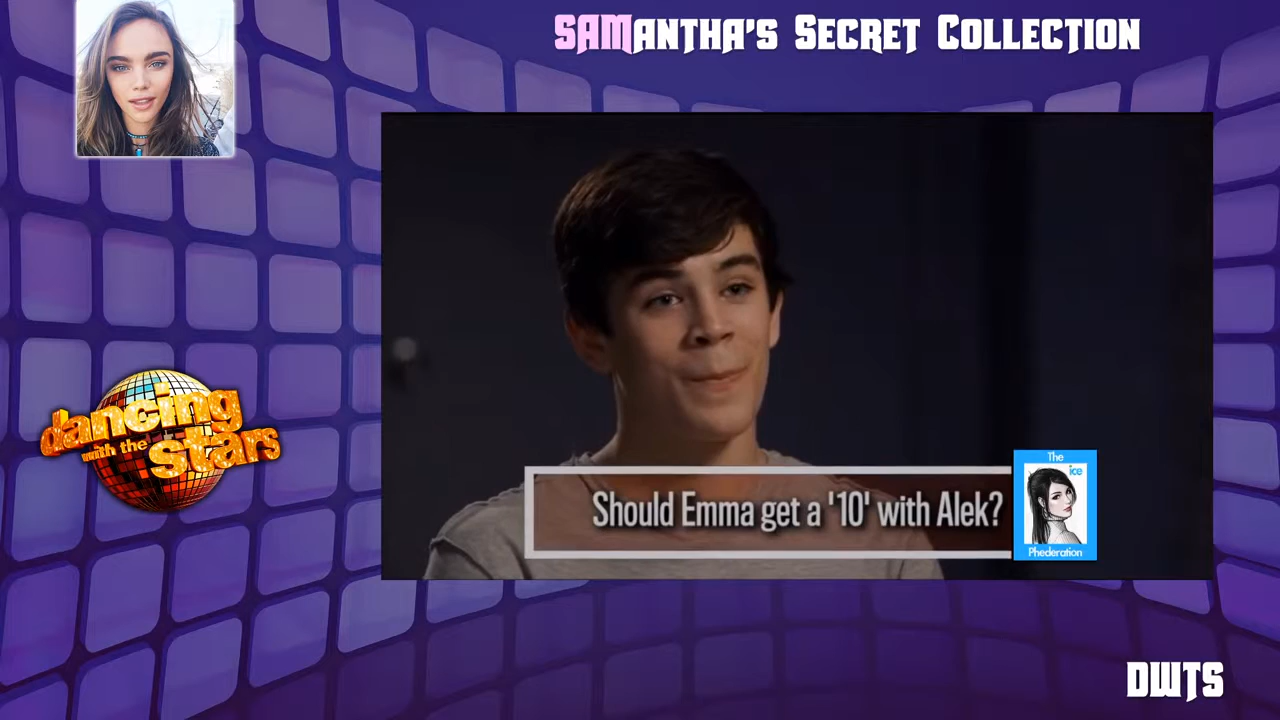 SAMANTHA'S SECRET COLLECTION
dancing
with the
stars
Should Emma get a '10' with Alek?
The
ice
Phederation
DWTS